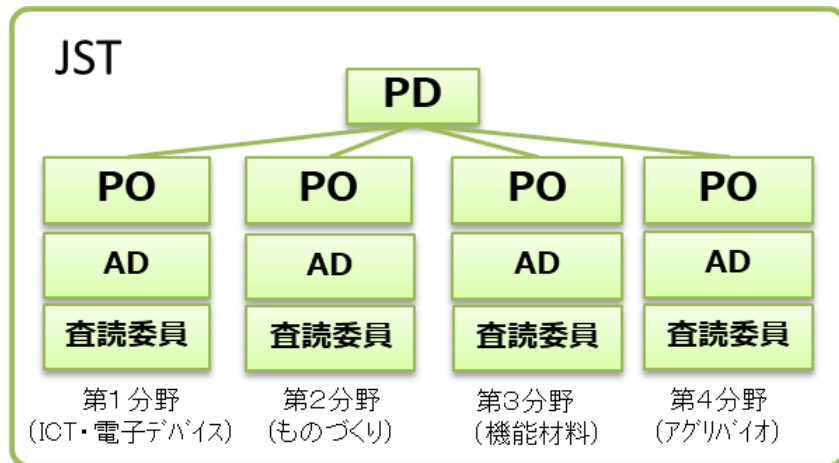 JST
PD
PO PO PO PO
AD AD AD AD
査読委員 査読委員 査読委員 査読委員
第1分野 第2分野 第3分野 第4分野
(ICT・電子ﾃﾞﾊﾞｲｽ) (ものづくり) (機能材料) (ｱｸﾞﾘﾊﾞｲｵ)